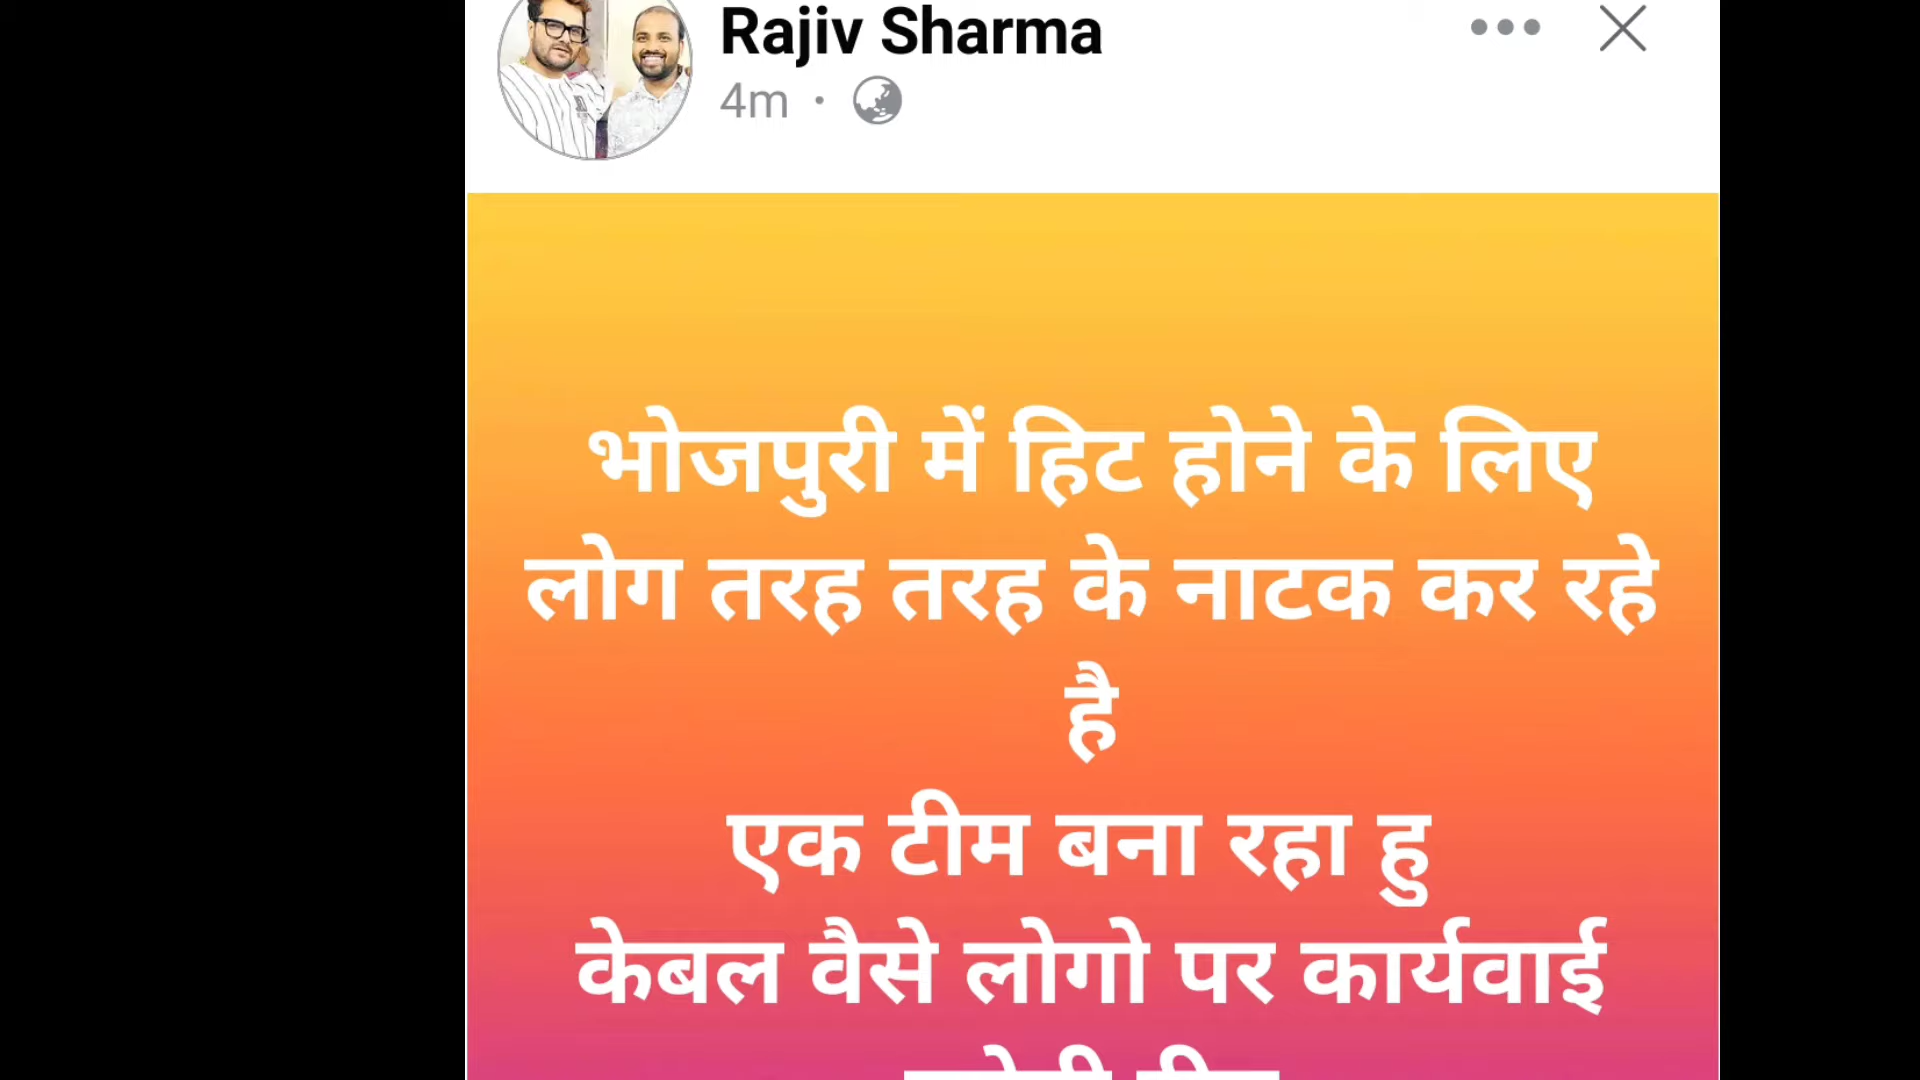 Rajiv Sharma
4m
भोजपुरी में हिट होने के लिए
लोग तरह तरह के नाटक कर रहे
है
एक टीम बना रहा हु
केबल वैसे लोगो पर कार्यवाई